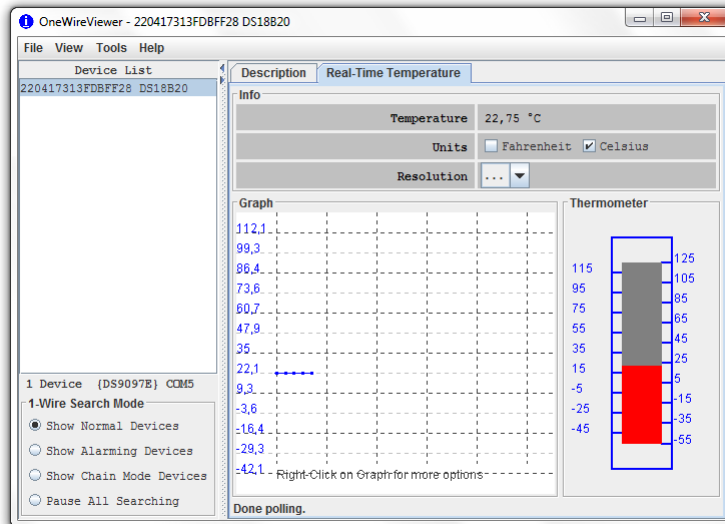 OneWireViewer - 220417313FDBFF28 DS18B20
File View Tools Help
Device List
220417313FDBFF28 DS18B20
1 Device {DS9097E} COM5
1-Wire Search Mode
Show Normal Devices
Show Alarming Devices
Show Chain Mode Devices
Pause All Searching
Description Real-Time Temperature
Info
Temperature 22,75 °C
Units Fahrenheit Celsius
Resolution ...
Graph
112,1
99,3
86,4
73,6
60,7
47,9
35
22,1
9,3
-3,6
-16,4
-29,3
-42,1
Right-Click on Graph for more options
Thermometer
125
115
105
95
85
75
65
55
45
35
25
15
5
-5
-15
-25
-35
-45
-55
Done polling.